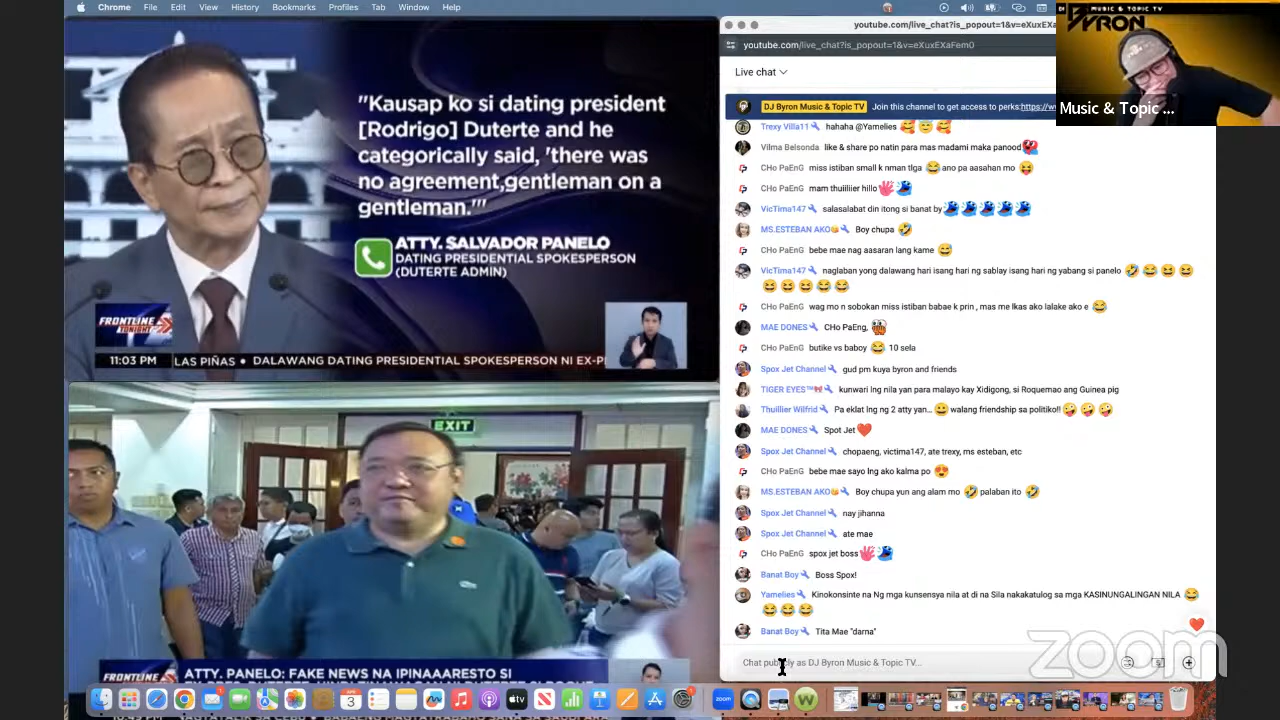 Chrome File Edit View History Bookmarks Profiles Tab Window Help
"Kausap ko si dating president
[Rodrigo] Duterte and he
categorically said, 'there was
no agreement,gentleman on a
gentleman.'"
ATTY. SALVADOR PANELO
DATING PRESIDENTIAL SPOKESPERSON
(DUTERTE ADMIN)
FRONTLINE
TONIGHT
11:03 PM LAS PIÑAS • DALAWANG DATING PRESIDENTIAL SPOKESPERSON NI EX-P
EXIT
FRONTLINE
ATTY. PANELO: FAKE NEWS NA IPINAAARESTO SI
youtube.com/live_chat?is_popout=1&v=eXuxEXa
youtube.com/live_chat?is_popout=1&v=eXuxEXaFem0
Live chat
DJ Byron Music & Topic TV Join this channel to get access to perks:https://w
Trexy Villa11 hahaha @Yamelies 🥰 😇 🥰
Vilma Belsonda like & share po natin para mas madami maka panood
CHo PaEnG miss istiban small k nman tlga 😂 ano pa aasahan mo 😝
CHo PaEnG mam thuiiliier hillo
VicTima147 salasalabat din itong si banat by
MS.ESTEBAN AKO😘 Boy chupa 🤣
CHo PaEnG bebe mae nag aasaran lang kame 😅
VicTima147 naglaban yong dalawang hari isang hari ng sablay isang hari ng yabang si panelo 🤣 😂 😆 😆
😆 😆 😆 😂 😂
CHo PaEnG wag mo n sobokan miss istiban babae k prin , mas me lkas ako lalake ako e 😂
MAE DONES CHo PaEng,
CHo PaEnG butike vs baboy 😂 10 sela
Spox Jet Channel gud pm kuya byron and friends
TIGER EYES™🎀 kunwari lng nila yan para malayo kay Xidigong, si Roquemao ang Guinea pig
Thuillier Wilfrid Pa eklat lng ng 2 atty yan... 😀 walang friendship sa politiko!! 🤪 🤪 🤪
MAE DONES Spot Jet ❤️
Spox Jet Channel chopaeng, victima147, ate trexy, ms esteban, etc
CHo PaEnG bebe mae sayo lng ako kalma po 😍
MS.ESTEBAN AKO😘 Boy chupa yun ang alam mo 🤣 palaban ito 🤣
Spox Jet Channel nay jihanna
Spox Jet Channel ate mae
CHo PaEnG spox jet boss
Banat Boy Boss Spox!
Yamelies Kinokonsinte na Ng mga kunsensya nila at di na Sila nakakatulog sa mga KASINUNGALINGAN NILA 😂
😂 😂 😂
Banat Boy Tita Mae "darna"
Chat publicly as DJ Byron Music & Topic TV...
MUSIC & TOPIC TV
BYRON
Music & Topic ...
zoom